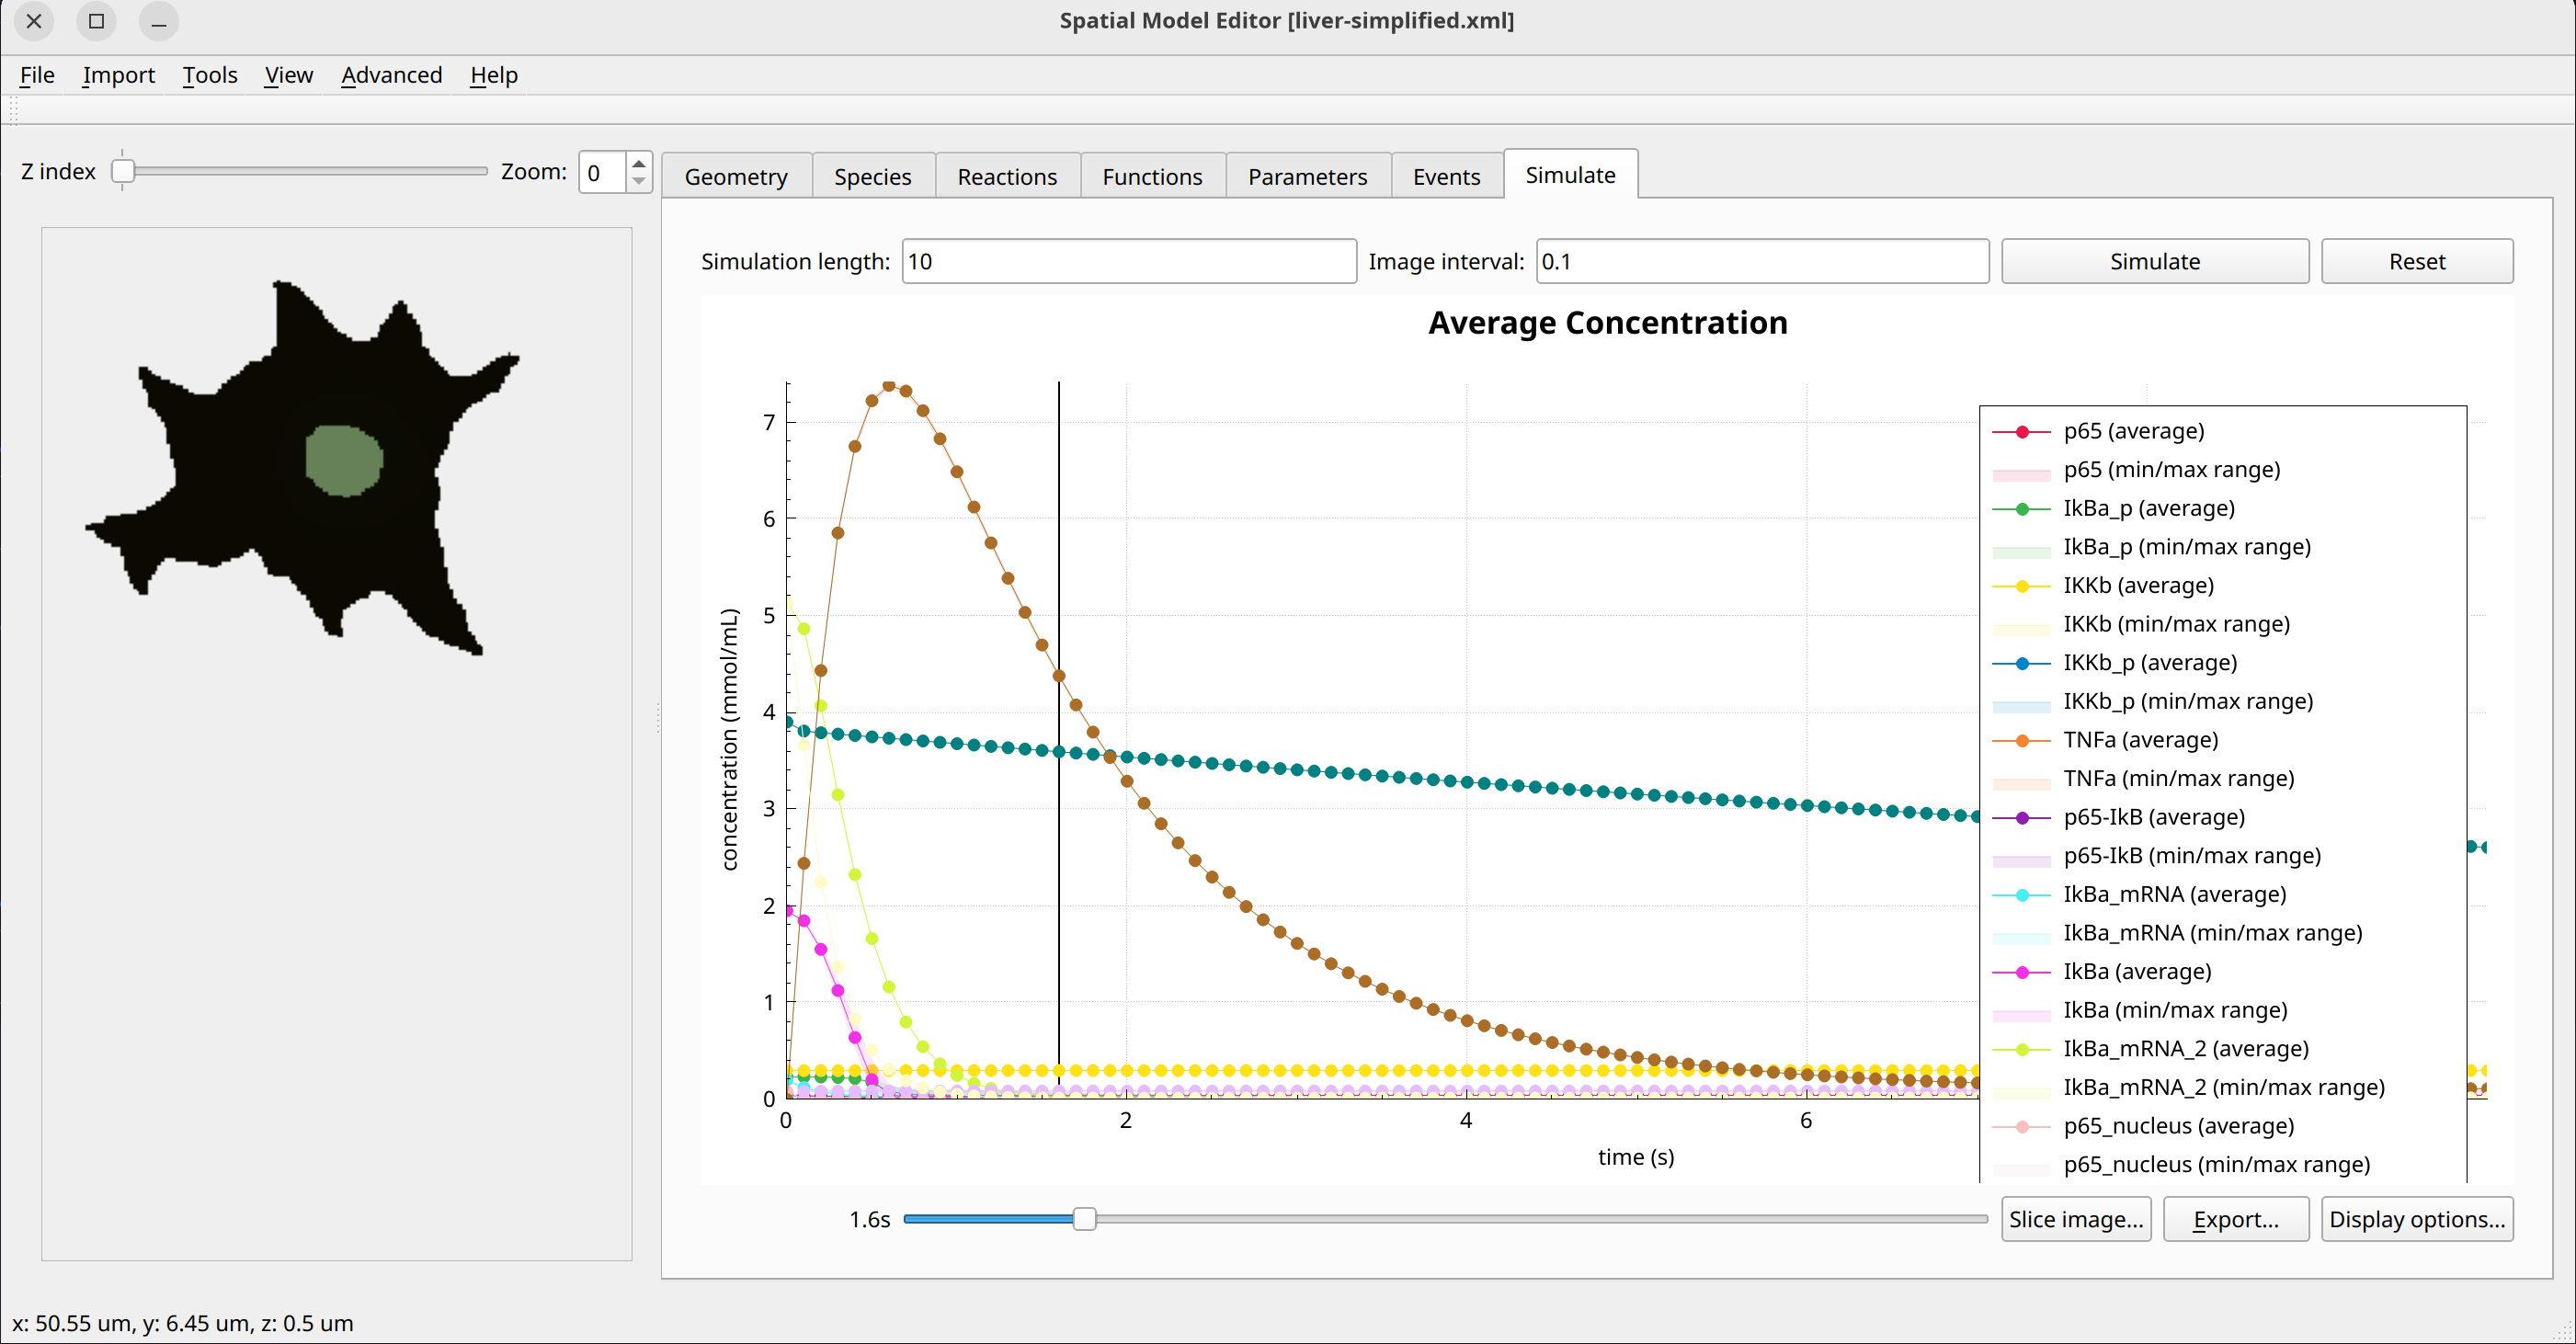 Spatial Model Editor [liver-simplified.xml]
File Import Tools View Advanced Help
Z index Zoom: 0
Geometry Species Reactions Functions Parameters Events Simulate
Simulation length: 10 Image interval: 0.1 Simulate Reset
Average Concentration
concentration (mmol/mL)
7
6
5
4
3
2
1
0
0 2 4 6
time (s)
p65 (average)
p65 (min/max range)
IkBa_p (average)
IkBa_p (min/max range)
IKKb (average)
IKKb (min/max range)
IKKb_p (average)
IKKb_p (min/max range)
TNFa (average)
TNFa (min/max range)
p65-IkB (average)
p65-IkB (min/max range)
IkBa_mRNA (average)
IkBa_mRNA (min/max range)
IkBa (average)
IkBa (min/max range)
IkBa_mRNA_2 (average)
IkBa_mRNA_2 (min/max range)
p65_nucleus (average)
p65_nucleus (min/max range)
1.6s Slice image... Export... Display options...
x: 50.55 um, y: 6.45 um, z: 0.5 um